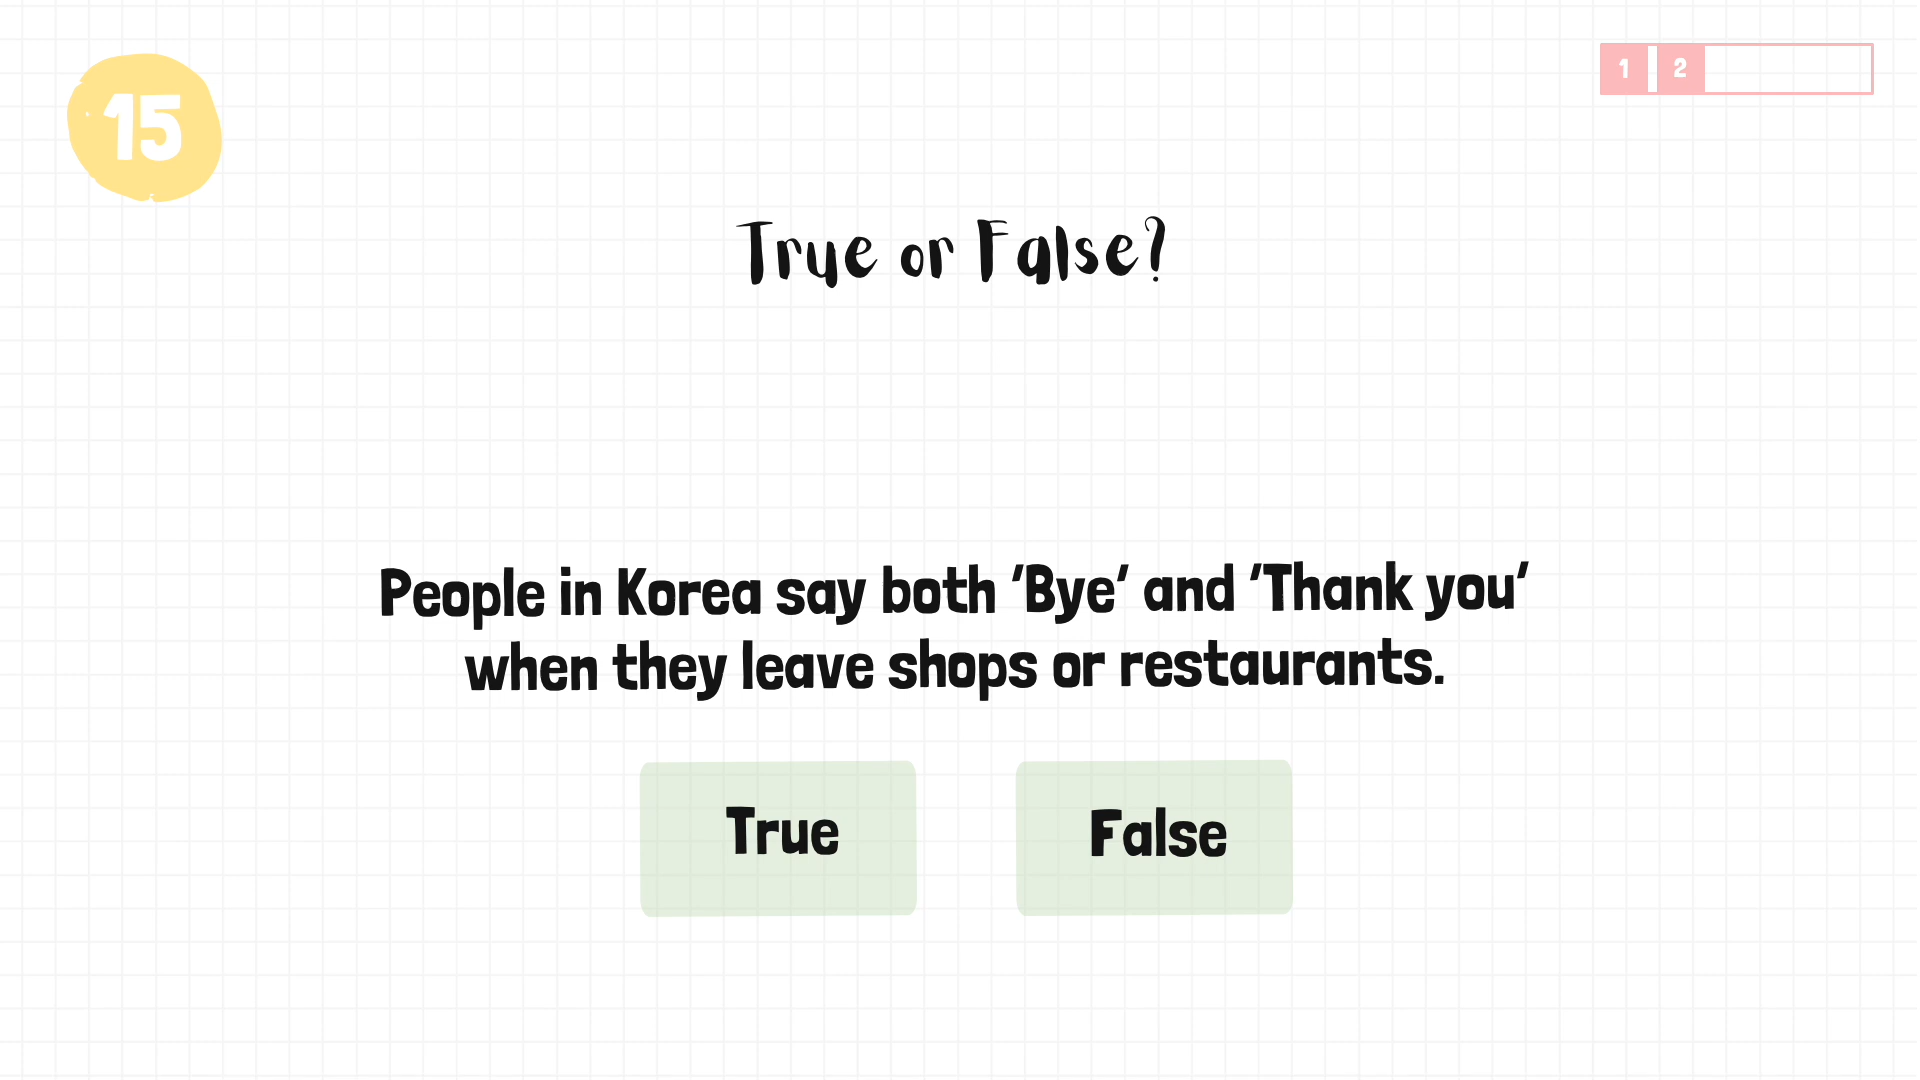 15
1 2
True or False?
People in Korea say both ‘Bye’ and ‘Thank you’
when they leave shops or restaurants.
True
False